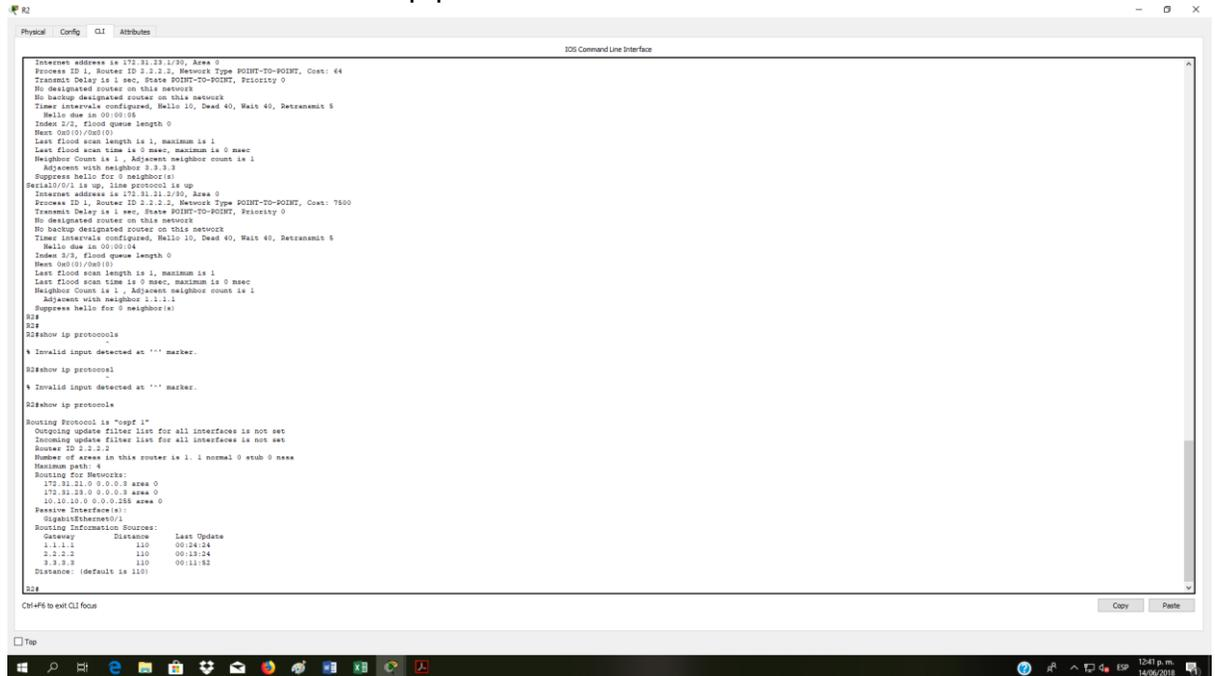 R2
Physical Config CLI Attributes
IOS Command Line Interface
Internet address is 172.31.23.1/30, Area 0
Process ID 1, Router ID 2.2.2.2, Network Type POINT-TO-POINT, Cost: 64
Transmit Delay is 1 sec, State POINT-TO-POINT, Priority 0
No designated router on this network
No backup designated router on this network
Timer intervals configured, Hello 10, Dead 40, Wait 40, Retransmit 5
Hello due in 00:00:05
Index 2/2, flood queue length 0
Next 0x0(0)/0x0(0)
Last flood scan length is 1, maximum is 1
Last flood scan time is 0 msec, maximum is 0 msec
Neighbor Count is 1 , Adjacent neighbor count is 1
Adjacent with neighbor 3.3.3.3
Suppress hello for 0 neighbor(s)
Serial0/0/1 is up, line protocol is up
Internet address is 172.31.21.2/30, Area 0
Process ID 1, Router ID 2.2.2.2, Network Type POINT-TO-POINT, Cost: 7500
Transmit Delay is 1 sec, State POINT-TO-POINT, Priority 0
No designated router on this network
No backup designated router on this network
Timer intervals configured, Hello 10, Dead 40, Wait 40, Retransmit 5
Hello due in 00:00:04
Index 3/3, flood queue length 0
Next 0x0(0)/0x0(0)
Last flood scan length is 1, maximum is 1
Last flood scan time is 0 msec, maximum is 0 msec
Neighbor Count is 1 , Adjacent neighbor count is 1
Adjacent with neighbor 1.1.1.1
Suppress hello for 0 neighbor(s)
R2#
R2#
R2#show ip protocools
^
% Invalid input detected at '^' marker.
R2#show ip protocosl
^
% Invalid input detected at '^' marker.
R2#show ip protocols
Routing Protocol is "ospf 1"
Outgoing update filter list for all interfaces is not set
Incoming update filter list for all interfaces is not set
Router ID 2.2.2.2
Number of areas in this router is 1. 1 normal 0 stub 0 nssa
Maximum path: 4
Routing for Networks:
172.31.21.0 0.0.0.3 area 0
172.31.23.0 0.0.0.3 area 0
10.10.10.0 0.0.0.255 area 0
Passive Interface(s):
GigabitEthernet0/1
Routing Information Sources:
Gateway Distance Last Update
1.1.1.1 110 00:24:24
2.2.2.2 110 00:13:24
3.3.3.3 110 00:11:52
Distance: (default is 110)
R2#
Ctrl+F6 to exit CLI focus
Copy Paste
Top
ESP
12:41 p. m.
14/06/2018